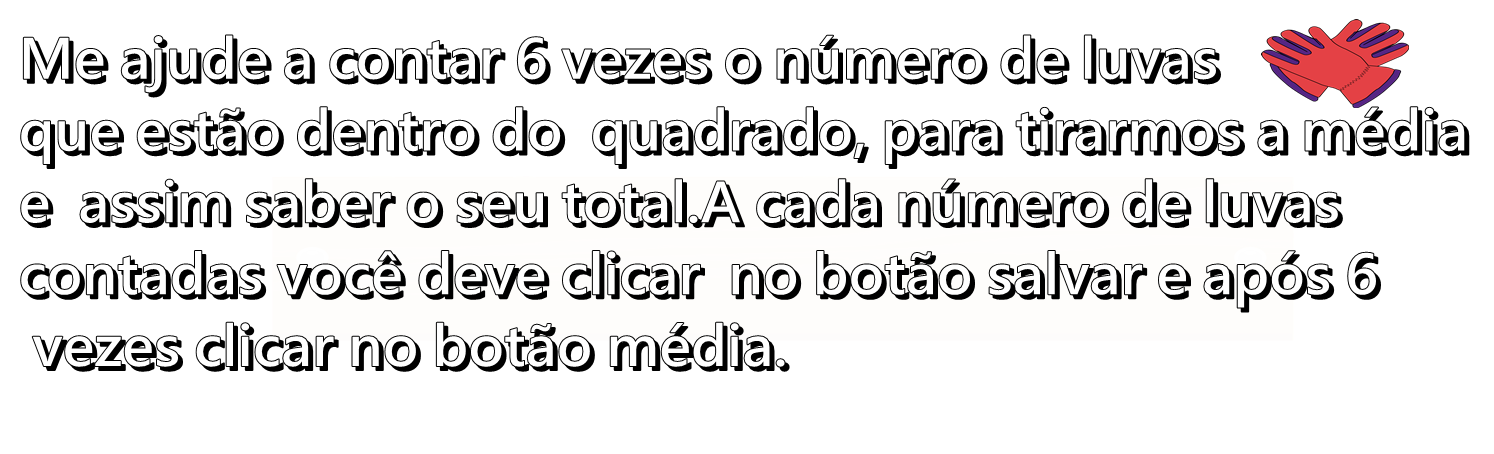 Me ajude a contar 6 vezes o número de luvas
que estão dentro do  quadrado, para tirarmos a média
e  assim saber o seu total.A cada número de luvas
contadas você deve clicar  no botão salvar e após 6
vezes clicar no botão média.